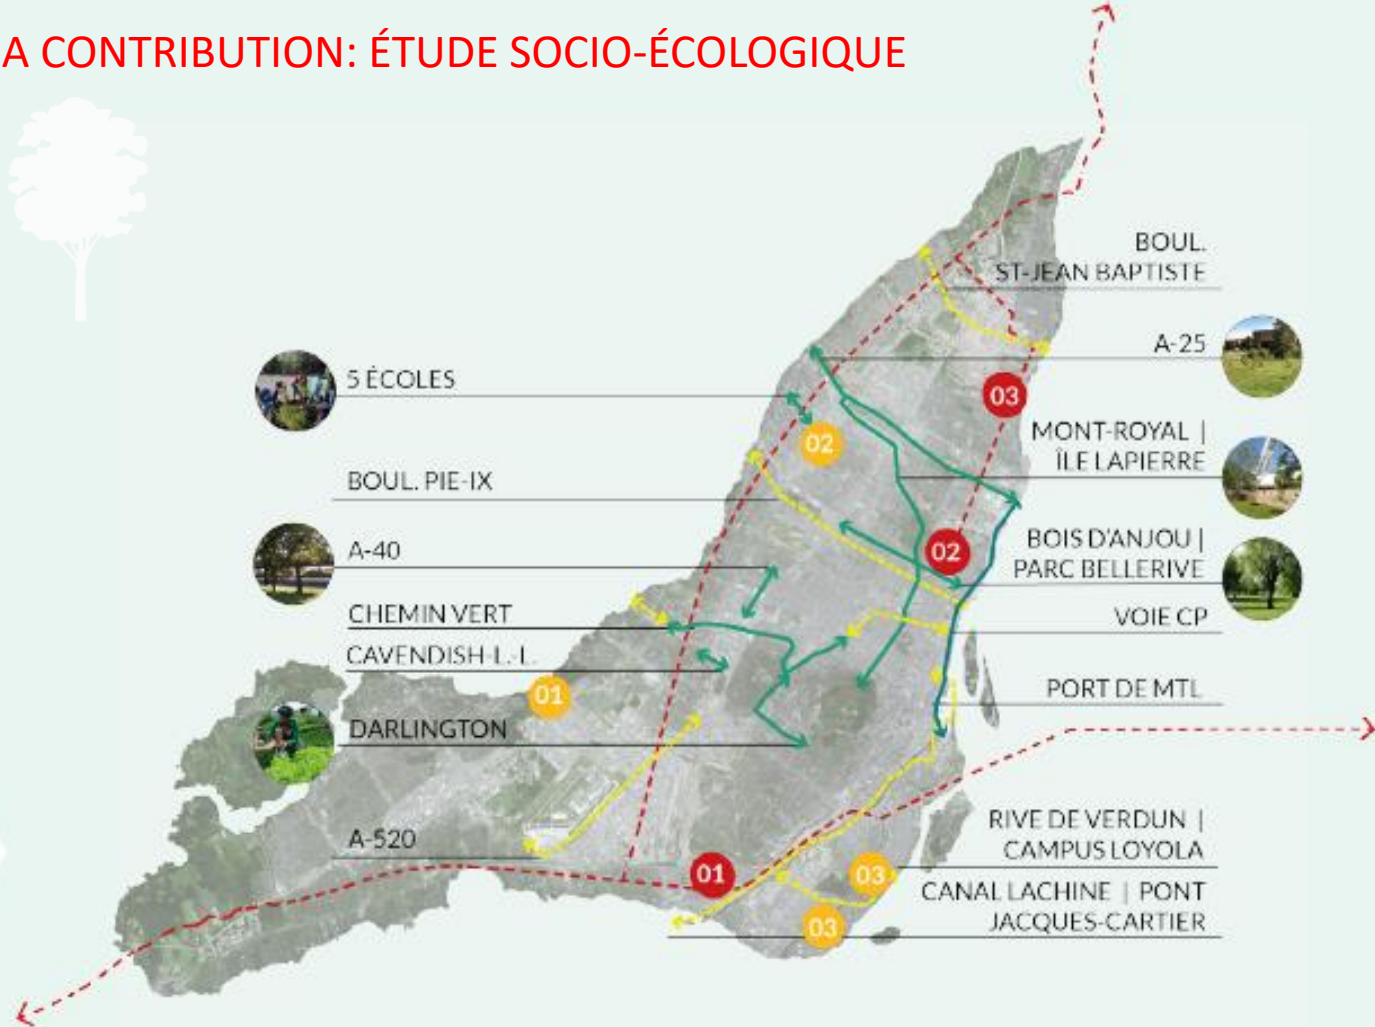 A CONTRIBUTION: ÉTUDE SOCIO-ÉCOLOGIQUE
BOUL.
ST-JEAN BAPTISTE
A-25
5 ÉCOLES
03
MONT-ROYAL |
ÎLE LAPIERRE
02
BOUL. PIE-IX
A-40
02
BOIS D'ANJOU |
PARC BELLERIVE
CHEMIN VERT
VOIE CP
CAVENDISH-L.-L.
01
PORT DE MTL
DARLINGTON
A-520
RIVE DE VERDUN |
CAMPUS LOYOLA
01
03
CANAL LACHINE | PONT
JACQUES-CARTIER
03